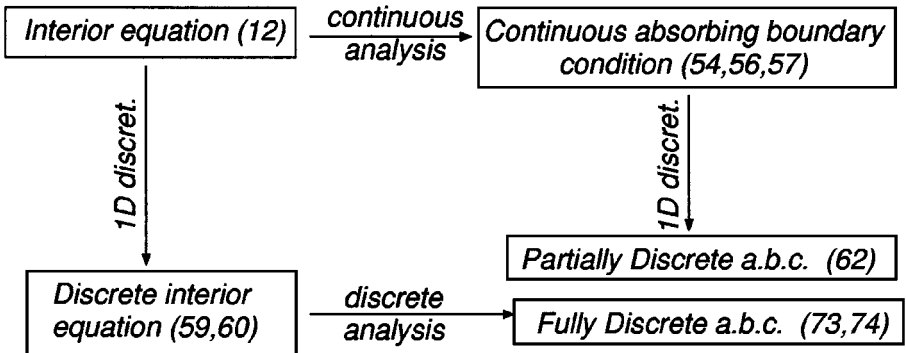 Interior equation (12)
continuous
analysis
Continuous absorbing boundary
condition (54,56,57)
1D discret.
1D discret.
Partially Discrete a.b.c. (62)
Discrete interior
equation (59,60)
discrete
analysis
Fully Discrete a.b.c. (73,74)